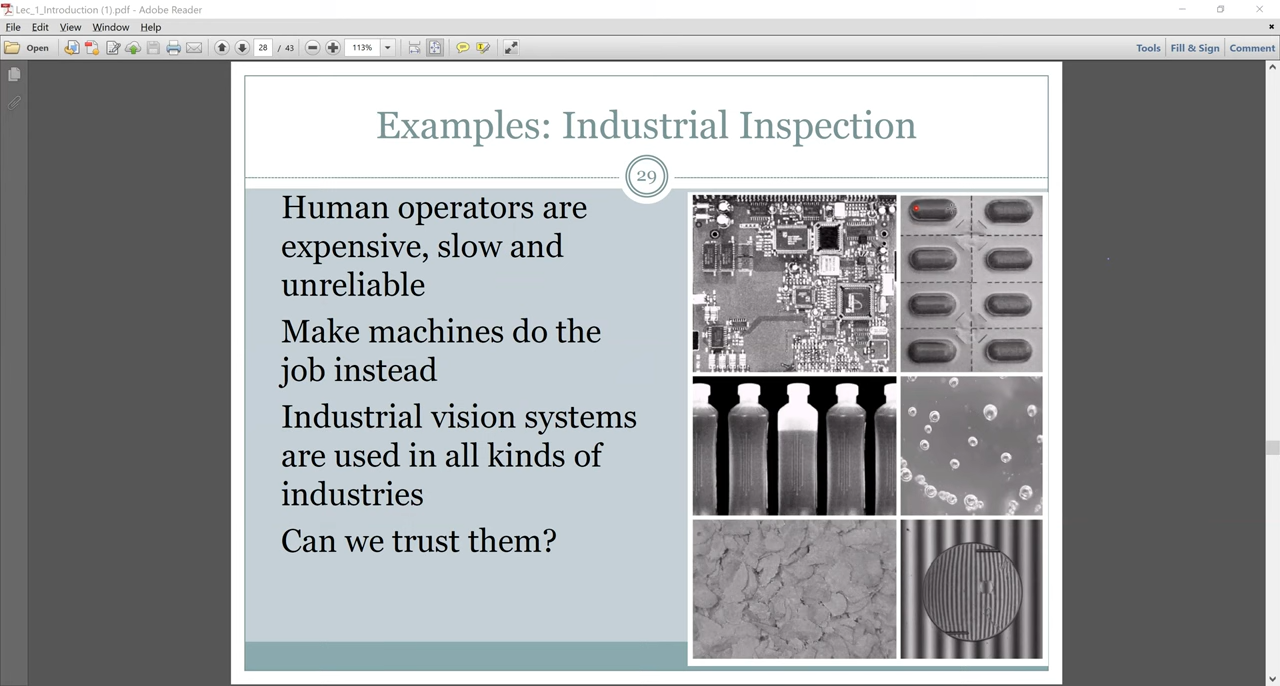 Lec_1_Introduction (1).pdf - Adobe Reader
File Edit View Window Help
Open 28 / 43 113% Tools Fill & Sign Comment
Examples: Industrial Inspection
29
Human operators are
expensive, slow and
unreliable
Make machines do the
job instead
Industrial vision systems
are used in all kinds of
industries
Can we trust them?